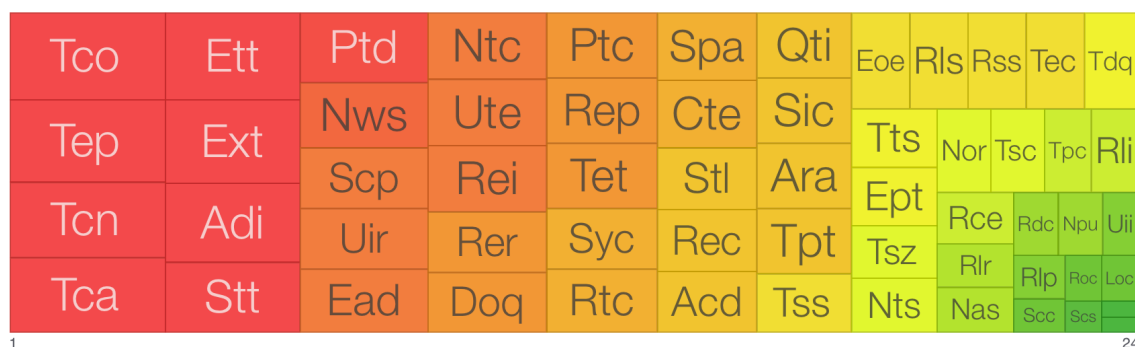 Tco
Tep
Tcn
Tca
Ett
Ext
Adi
Stt
Ptd
Nws
Scp
Uir
Ead
Ntc
Ute
Rei
Rer
Doq
Ptc
Rep
Tet
Syc
Rtc
Spa
Cte
Stl
Rec
Acd
Qti
Sic
Ara
Tpt
Tss
Eoe Rls Rss Tec Tdq
Tts
Ept
Tsz
Nts
Nor Tsc Tpc Rli
Rce
Rlr
Nas
Rdc Npu Uii
Rlp Roc Loc
Scc Scs
1 24